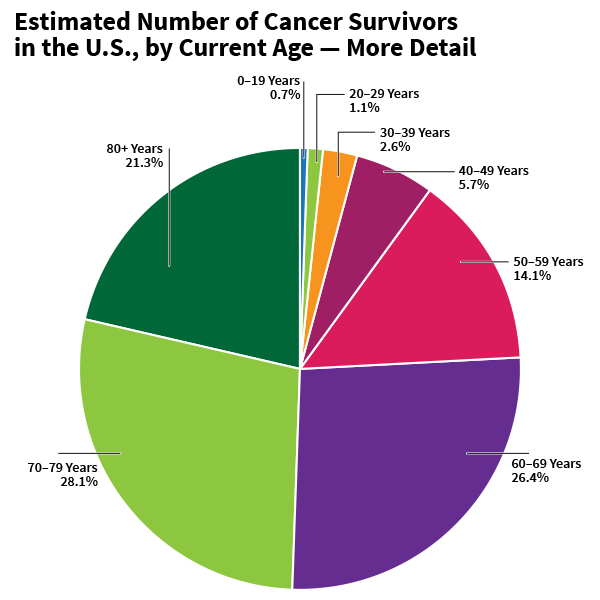 Estimated Number of Cancer Survivors
in the U.S., by Current Age — More Detail
0–19 Years
0.7%
20–29 Years
1.1%
30–39 Years
2.6%
40–49 Years
5.7%
50–59 Years
14.1%
60–69 Years
26.4%
70–79 Years
28.1%
80+ Years
21.3%